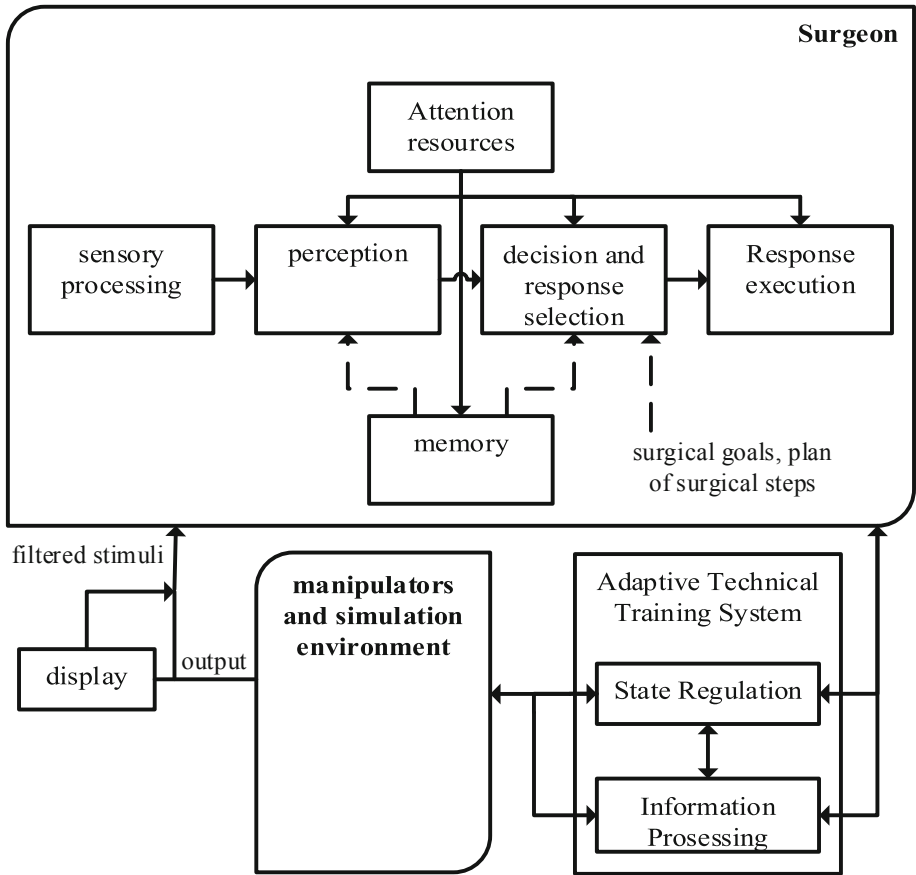 Surgeon
Attention
resources
sensory
processing
perception
decision and
response
selection
Response
execution
memory
surgical goals, plan
of surgical steps
filtered stimuli
display
output
manipulators
and simulation
environment
Adaptive Technical
Training System
State Regulation
Information
Prosessing